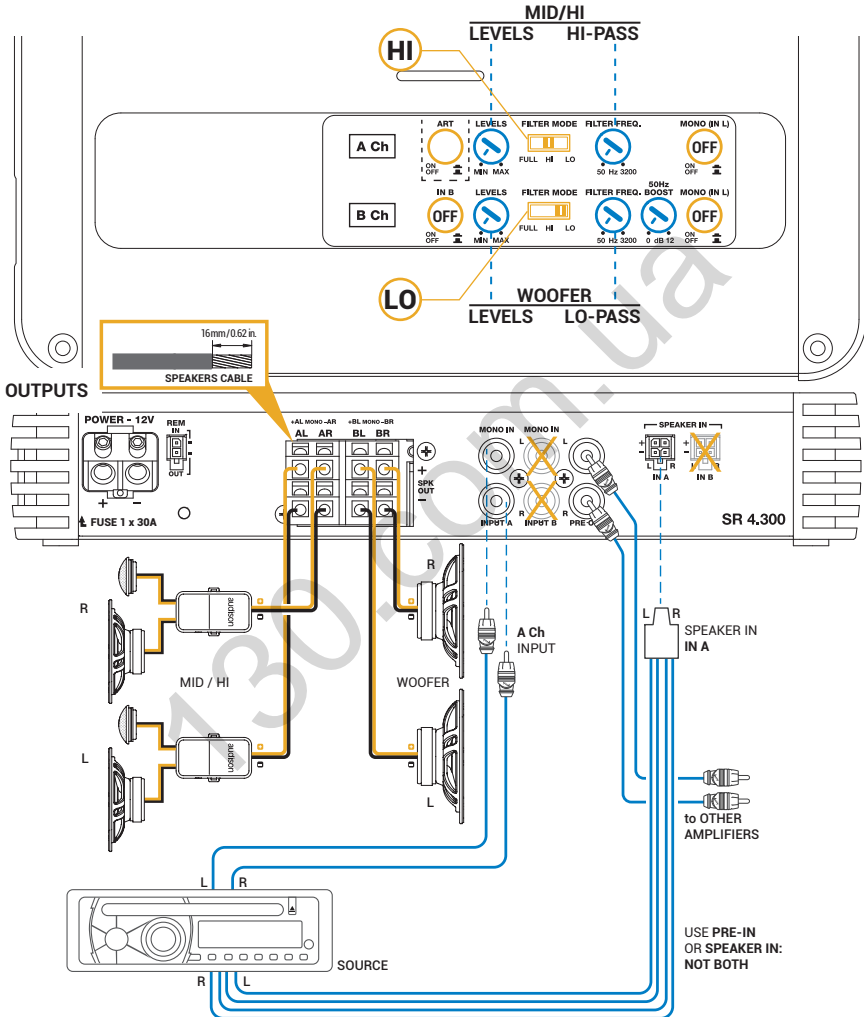 MID/HI
LEVELS HI-PASS
HI
ART LEVELS FILTER MODE FILTER FREQ. MONO (IN L)
A Ch
OFF
FULL HI LO
ON
OFF
MIN MAX
50 Hz 3200
ON
OFF
IN B LEVELS FILTER MODE FILTER FREQ. 50Hz BOOST MONO (IN L)
B Ch
OFF
OFF
FULL HI LO
ON
OFF
MIN MAX
50 Hz 3200
0 dB 12
ON
OFF
LO
WOOFER
LEVELS LO-PASS
16mm/0.62 in.
SPEAKERS CABLE
OUTPUTS
POWER - 12V
REM
IN
OUT
+ −
FUSE 1 x 30A
+AL MONO -AR +BL MONO -BR
AL AR BL BR
+
SPK
OUT
−
MONO IN MONO IN
L L
R R
INPUT A INPUT B PRE-O
SPEAKER IN
+ -
+ -
L R L R
IN A IN B
SR 4.300
R
audison
MID / HI
L
audison
R
WOOFER
L
A Ch
INPUT
L R
SPEAKER IN
IN A
to OTHER
AMPLIFIERS
L R
SOURCE
R L
USE PRE-IN
OR SPEAKER IN:
NOT BOTH
130.com.ua